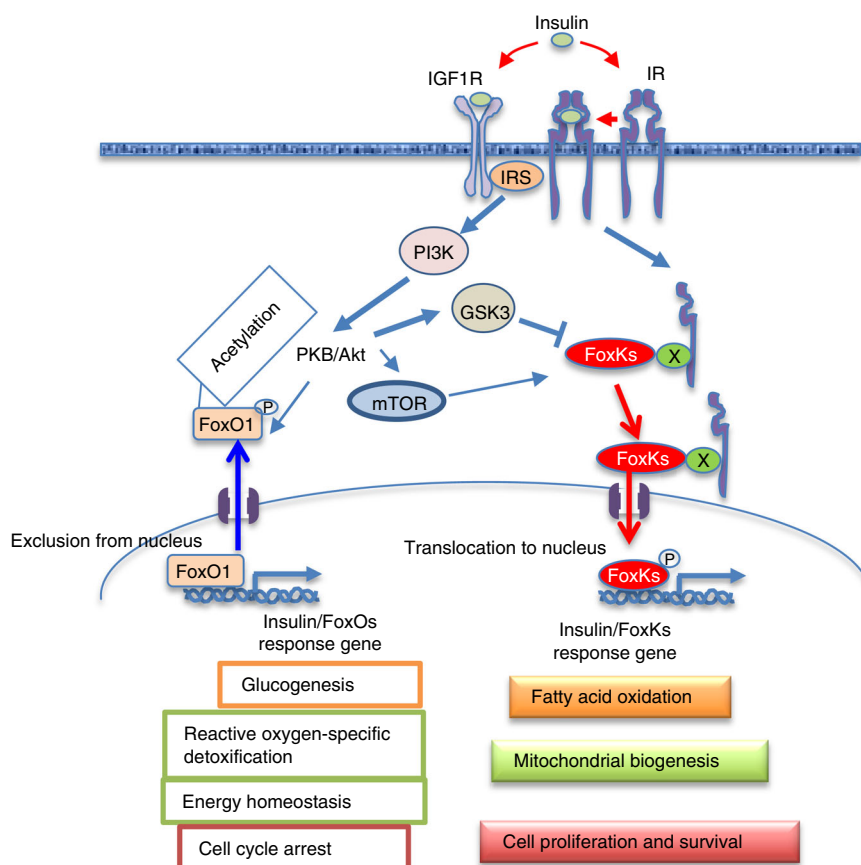 Insulin
IGF1R
IR
IRS
PI3K
GSK3
Acetylation
PKB/Akt
FoxKs
X
mTOR
P
FoxO1
FoxKs
X
Exclusion from nucleus
Translocation to nucleus
FoxO1
P
FoxKs
Insulin/FoxOs
response gene
Insulin/FoxKs
response gene
Glucogenesis
Fatty acid oxidation
Reactive oxygen-specific
detoxification
Mitochondrial biogenesis
Energy homeostasis
Cell cycle arrest
Cell proliferation and survival